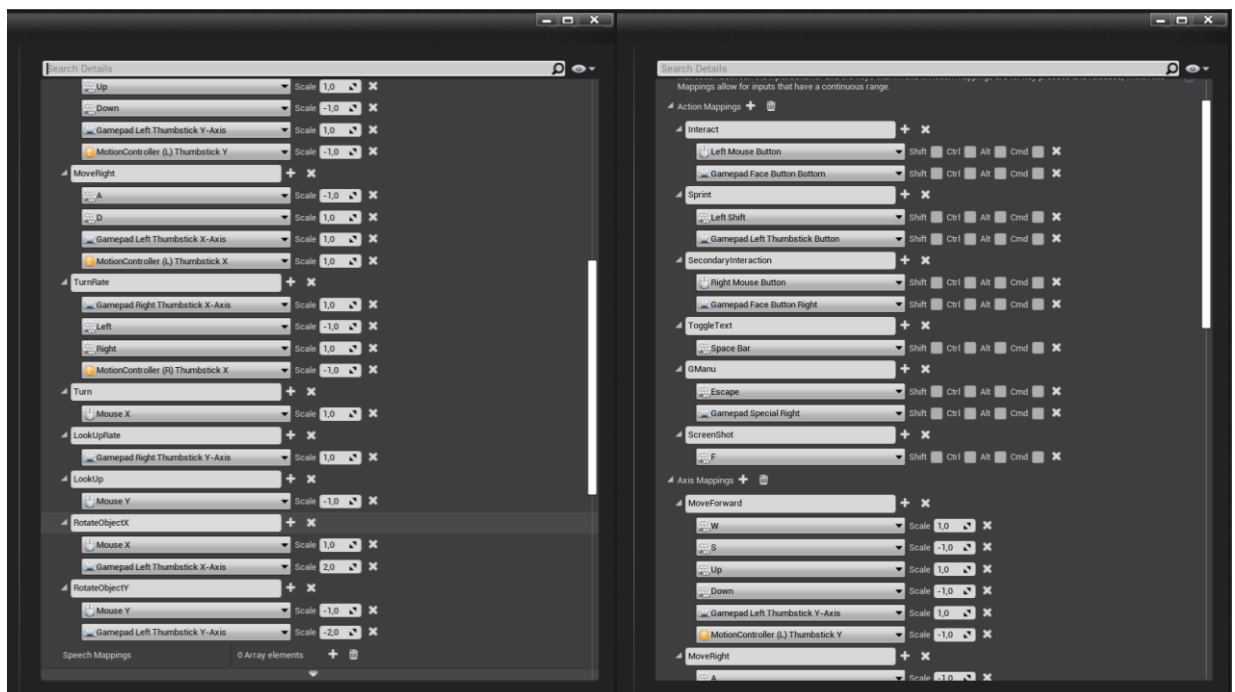 Search Details
Up Scale 1,0
Down Scale -1,0
Gamepad Left Thumbstick Y-Axis Scale 1,0
MotionController (L) Thumbstick Y Scale -1,0
MoveRight
A Scale -1,0
D Scale 1,0
Gamepad Left Thumbstick X-Axis Scale 1,0
MotionController (L) Thumbstick X Scale 1,0
TurnRate
Gamepad Right Thumbstick X-Axis Scale 1,0
Left Scale -1,0
Right Scale 1,0
MotionController (R) Thumbstick X Scale -1,0
Turn
Mouse X Scale 1,0
LookUpRate
Gamepad Right Thumbstick Y-Axis Scale 1,0
LookUp
Mouse Y Scale -1,0
RotateObjectX
Mouse X Scale 1,0
Gamepad Left Thumbstick X-Axis Scale 2,0
RotateObjectY
Mouse Y Scale -1,0
Gamepad Left Thumbstick Y-Axis Scale -2,0
Speech Mappings 0 Array elements
Search Details
Mappings allow for inputs that have a continuous range.
Action Mappings
Interact
Left Mouse Button Shift Ctrl Alt Cmd
Gamepad Face Button Bottom Shift Ctrl Alt Cmd
Sprint
Left Shift Shift Ctrl Alt Cmd
Gamepad Left Thumbstick Button Shift Ctrl Alt Cmd
SecondaryInteraction
Right Mouse Button Shift Ctrl Alt Cmd
Gamepad Face Button Right Shift Ctrl Alt Cmd
ToggleText
Space Bar Shift Ctrl Alt Cmd
GManu
Escape Shift Ctrl Alt Cmd
Gamepad Special Right Shift Ctrl Alt Cmd
ScreenShot
F Shift Ctrl Alt Cmd
Axis Mappings
MoveForward
W Scale 1,0
S Scale -1,0
Up Scale 1,0
Down Scale -1,0
Gamepad Left Thumbstick Y-Axis Scale 1,0
MotionController (L) Thumbstick Y Scale -1,0
MoveRight
A Scale -1,0